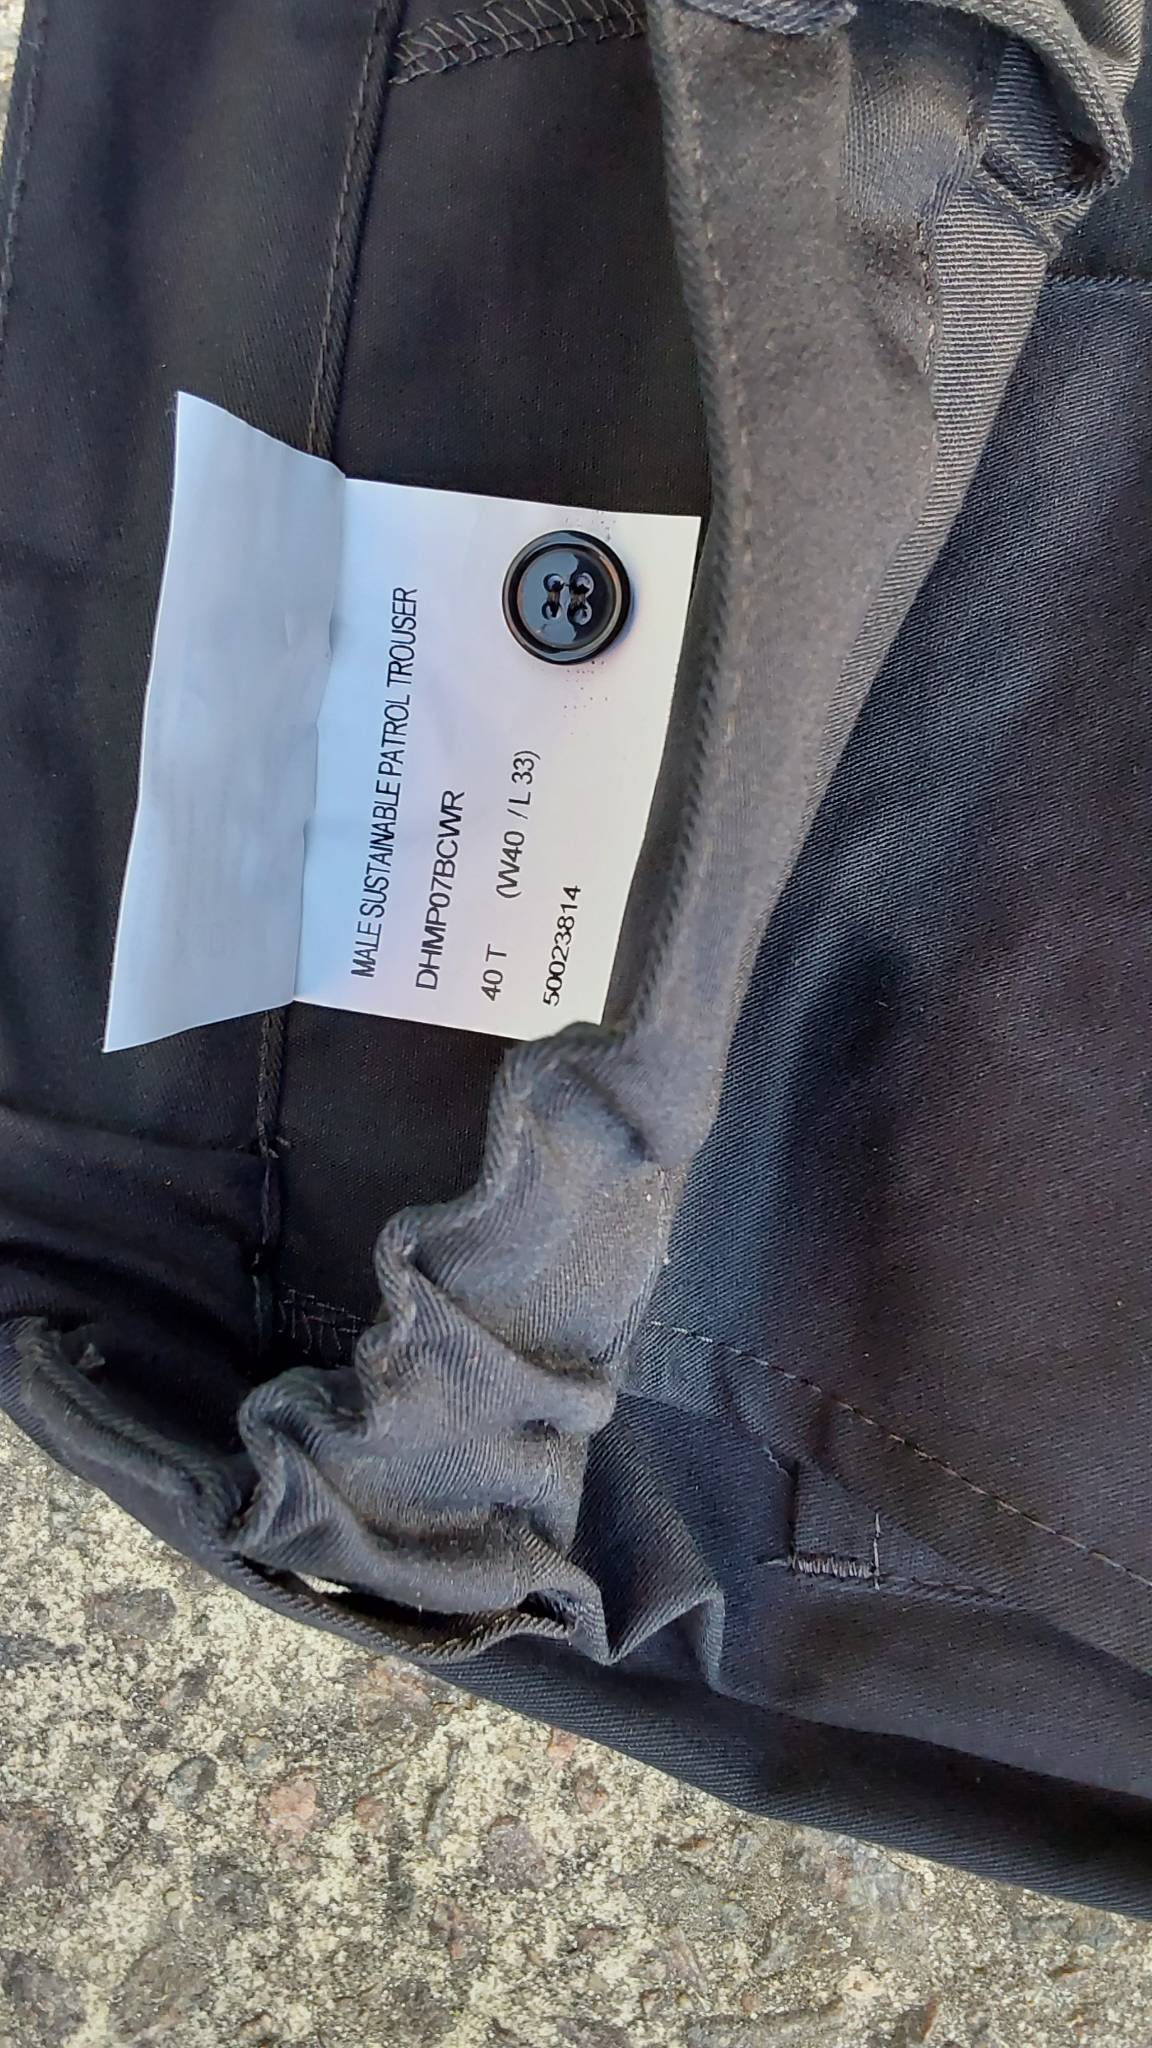 MALE SUSTAINABLE PATROL TROUSER
DHMP07BCWR
40 T (W40 / L 33)
50023814